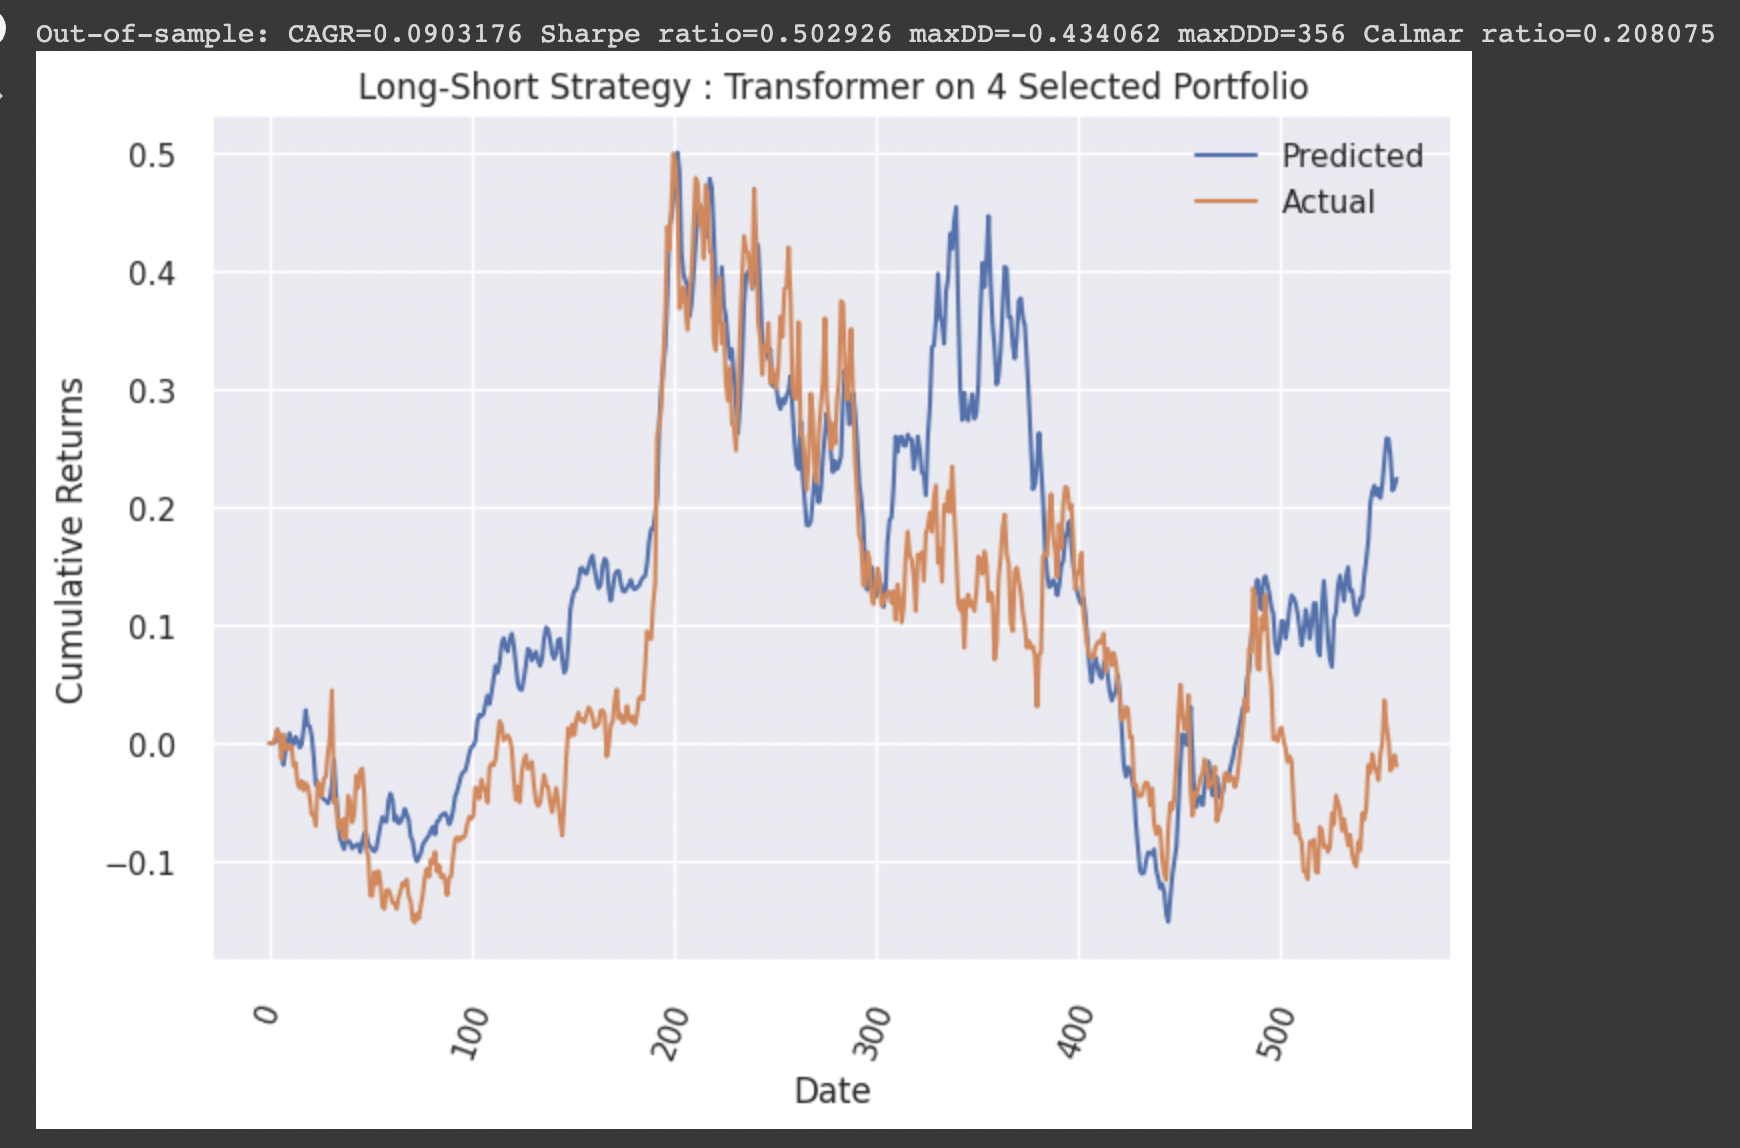 Out-of-sample: CAGR=0.0903176 Sharpe ratio=0.502926 maxDD=-0.434062 maxDDD=356 Calmar ratio=0.208075
Long-Short Strategy : Transformer on 4 Selected Portfolio
Predicted
Actual
Cumulative Returns
0.5
0.4
0.3
0.2
0.1
0.0
−0.1
0
100
200
300
400
500
Date